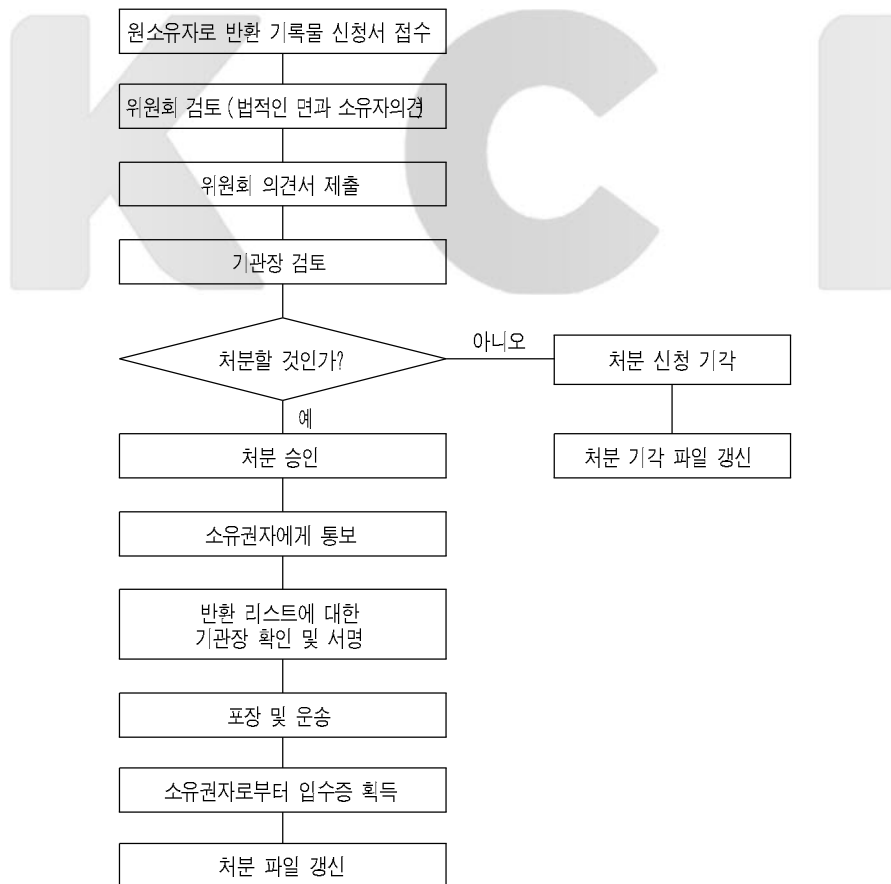 원소유자로 반환 기록물 신청서 접수
위원회 검토 (법적인 면과 소유자의견)
위원회 의견서 제출
기관장 검토
처분할 것인가?
아니오
처분 신청 기각
예
처분 승인
처분 기각 파일 갱신
소유권자에게 통보
반환 리스트에 대한
기관장 확인 및 서명
포장 및 운송
소유권자로부터 입수증 획득
처분 파일 갱신
KCI